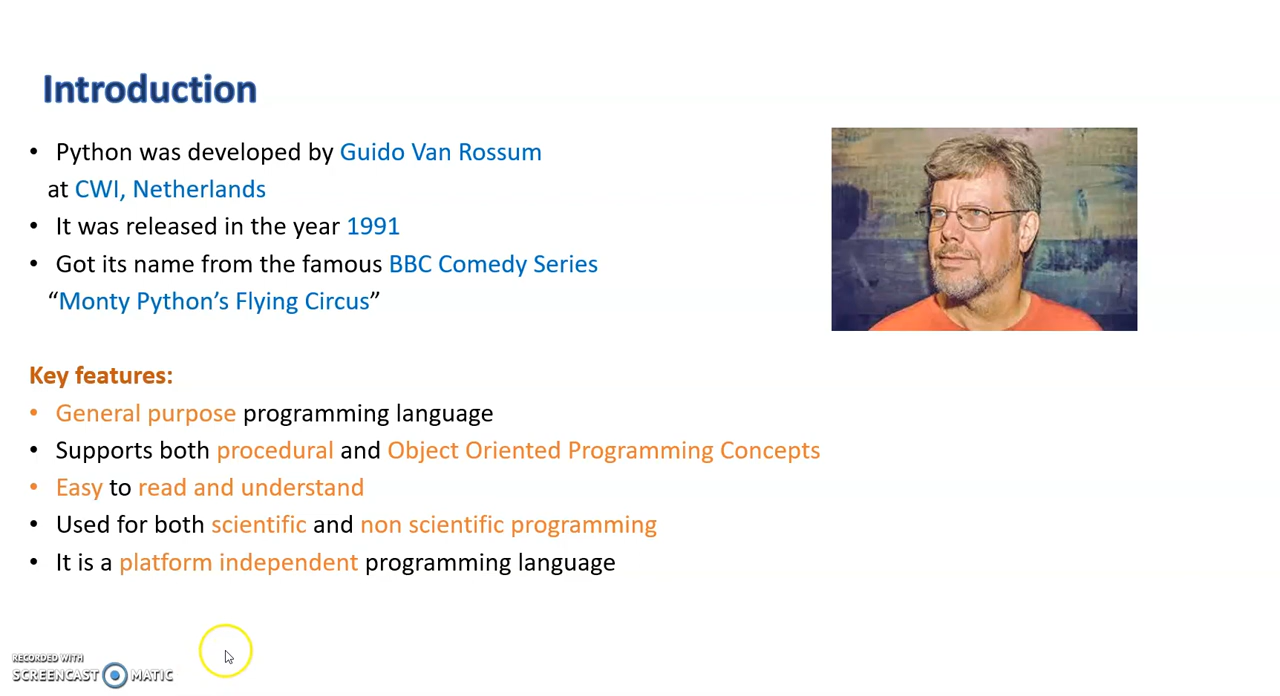 Introduction
• Python was developed by Guido Van Rossum
at CWI, Netherlands
• It was released in the year 1991
• Got its name from the famous BBC Comedy Series
“Monty Python’s Flying Circus”
Key features:
• General purpose programming language
• Supports both procedural and Object Oriented Programming Concepts
• Easy to read and understand
• Used for both scientific and non scientific programming
• It is a platform independent programming language
RECORDED WITH
SCREENCAST MATIC